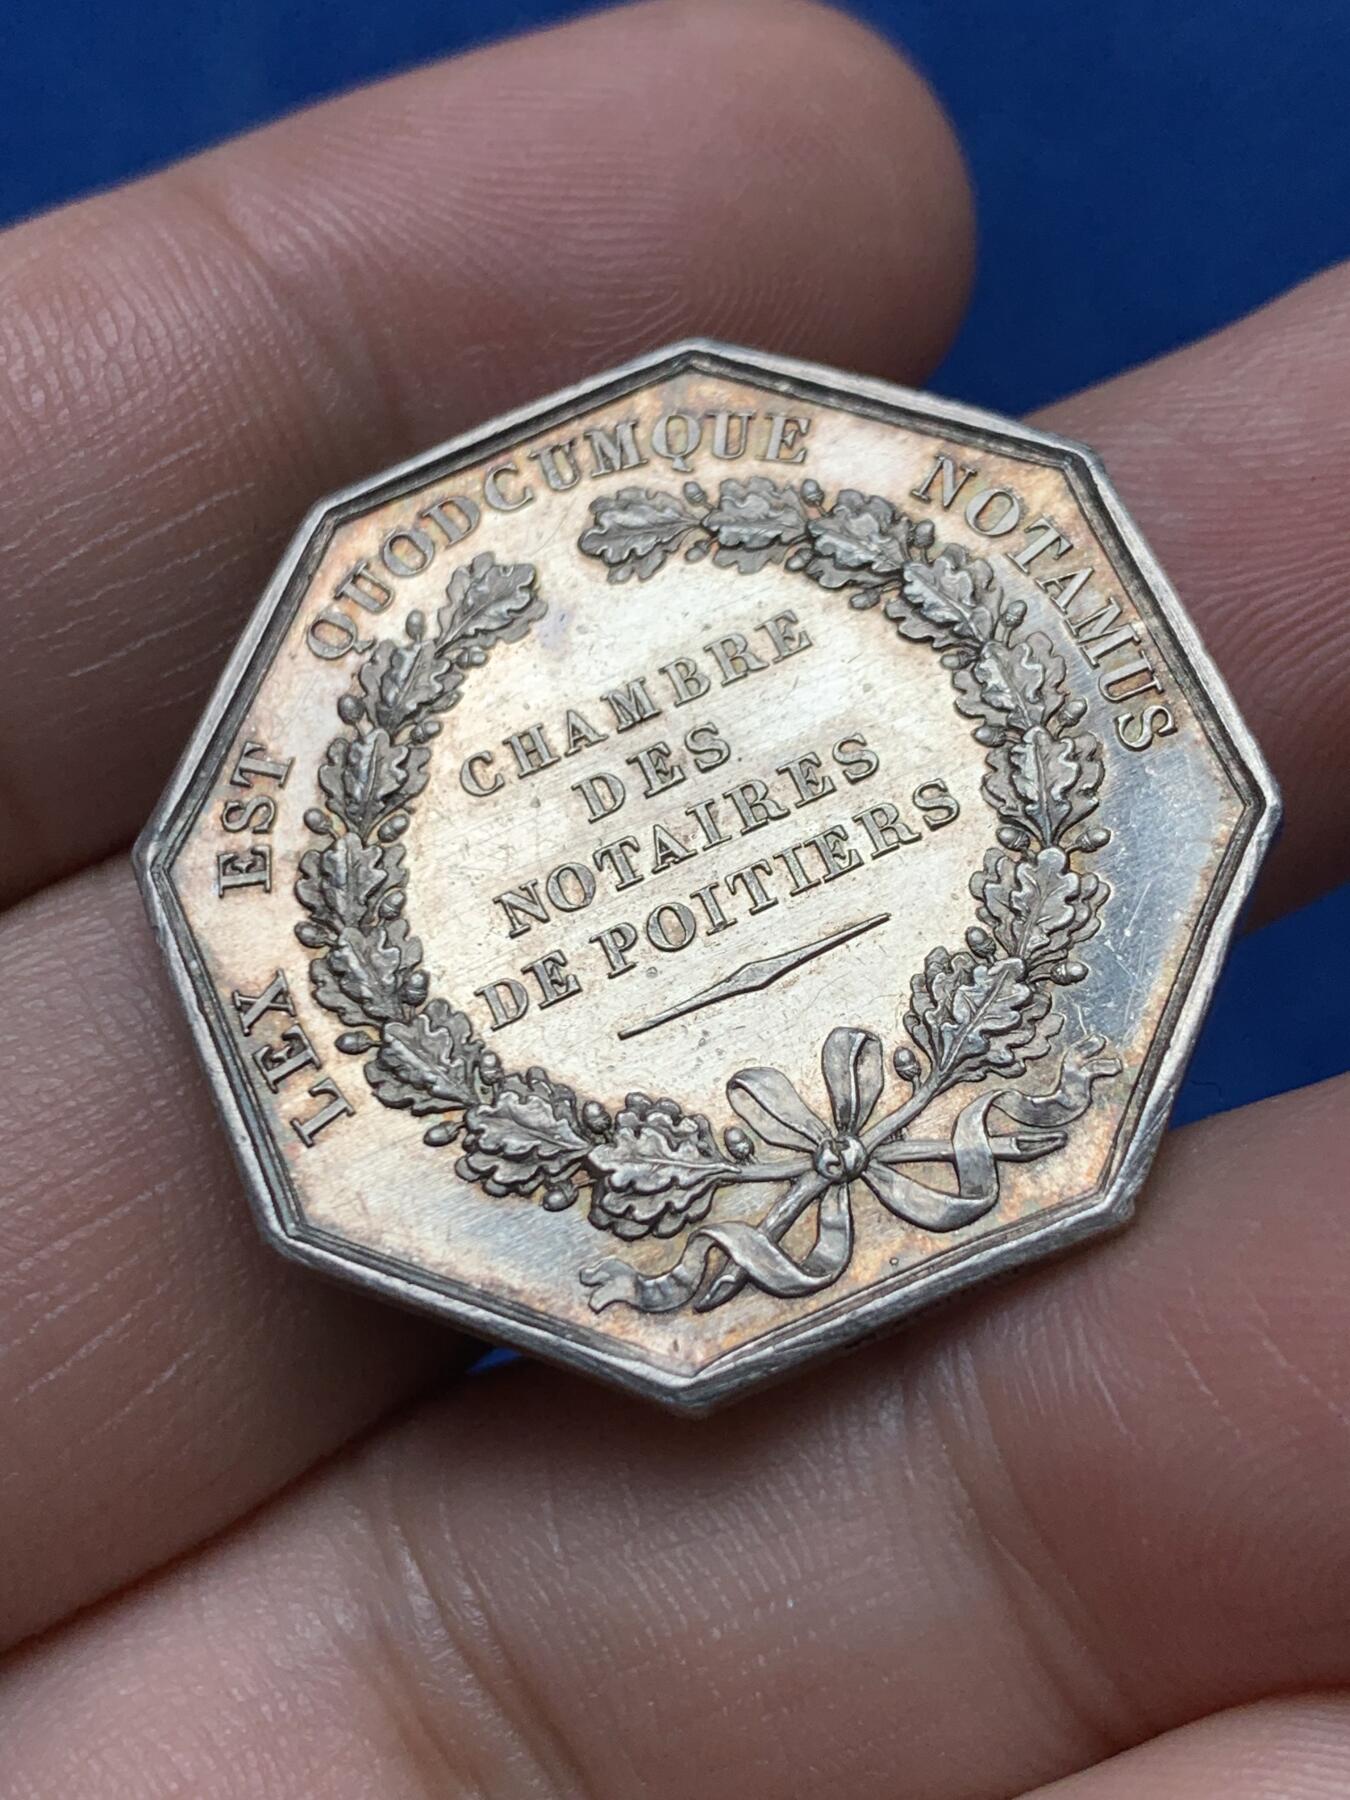 LEX EST QUODCUMQUE NOTAMUS
CHAMBRE
DES
NOTAIRES
DE POITIERS